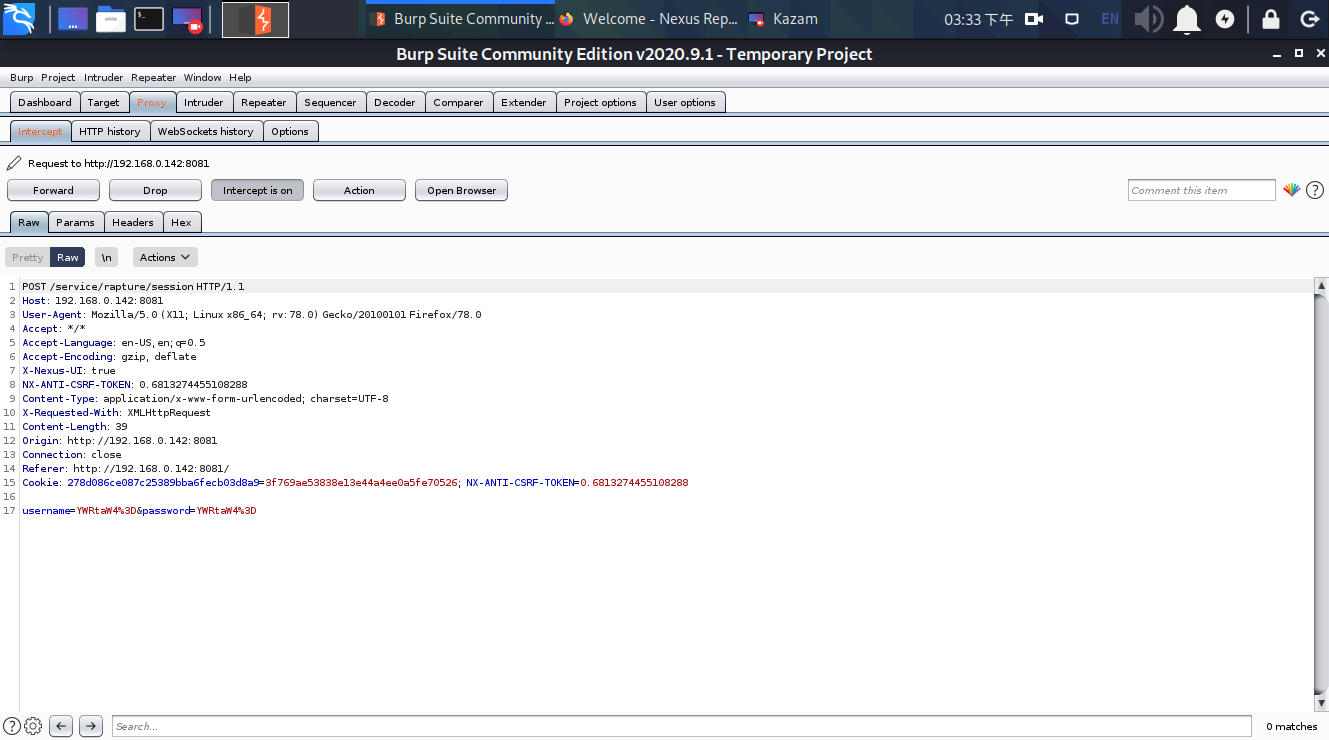 Burp Suite Community ... Welcome - Nexus Rep... Kazam 03:33 下午 EN
Burp Suite Community Edition v2020.9.1 - Temporary Project
Burp Project Intruder Repeater Window Help
Dashboard Target Proxy Intruder Repeater Sequencer Decoder Comparer Extender Project options User options
Intercept HTTP history WebSockets history Options
Request to http://192.168.0.142:8081
Forward Drop Intercept is on Action Open Browser Comment this item ?
Raw Params Headers Hex
Pretty Raw \n Actions
1 POST /service/rapture/session HTTP/1.1
2 Host: 192.168.0.142:8081
3 User-Agent: Mozilla/5.0 (X11; Linux x86_64; rv:78.0) Gecko/20100101 Firefox/78.0
4 Accept: */*
5 Accept-Language: en-US,en;q=0.5
6 Accept-Encoding: gzip, deflate
7 X-Nexus-UI: true
8 NX-ANTI-CSRF-TOKEN: 0.6813274455108288
9 Content-Type: application/x-www-form-urlencoded; charset=UTF-8
10 X-Requested-With: XMLHttpRequest
11 Content-Length: 39
12 Origin: http://192.168.0.142:8081
13 Connection: close
14 Referer: http://192.168.0.142:8081/
15 Cookie: 278d086ce087c25389bba6fecb03d8a9=3f769ae53838e13e44a4ee0a5fe70526; NX-ANTI-CSRF-TOKEN=0.6813274455108288
16
17 username=YWRtaW4%3D&password=YWRtaW4%3D
? Search... 0 matches